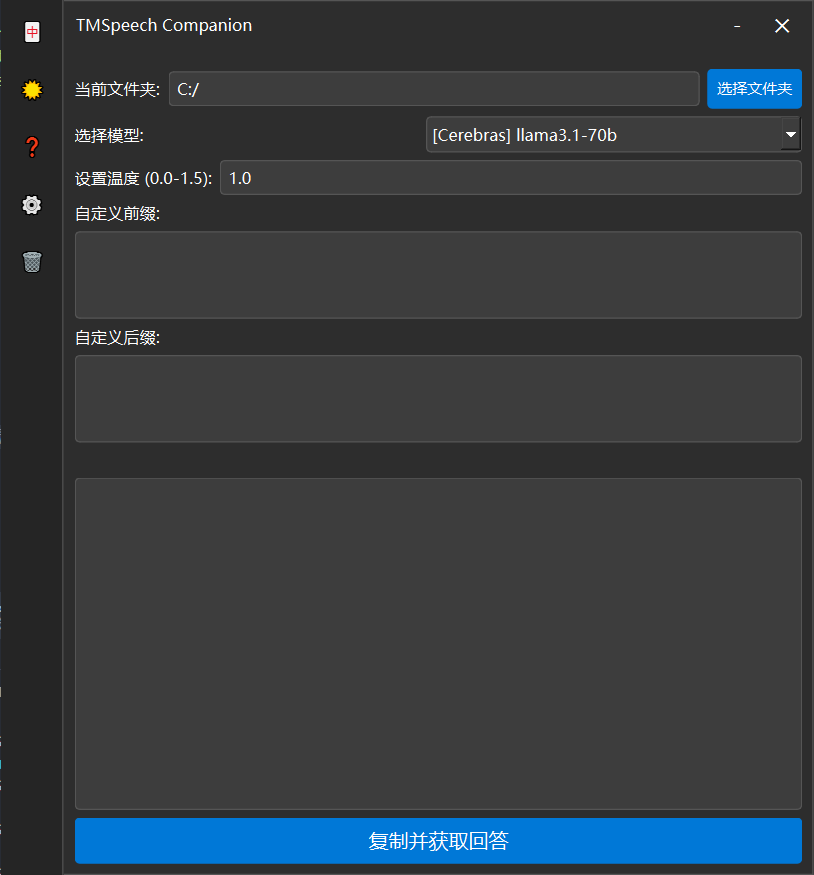 TMSpeech Companion
中
当前文件夹: C:/ 选择文件夹
选择模型: [Cerebras] llama3.1-70b
设置温度 (0.0-1.5): 1.0
自定义前缀:
自定义后缀:
复制并获取回答